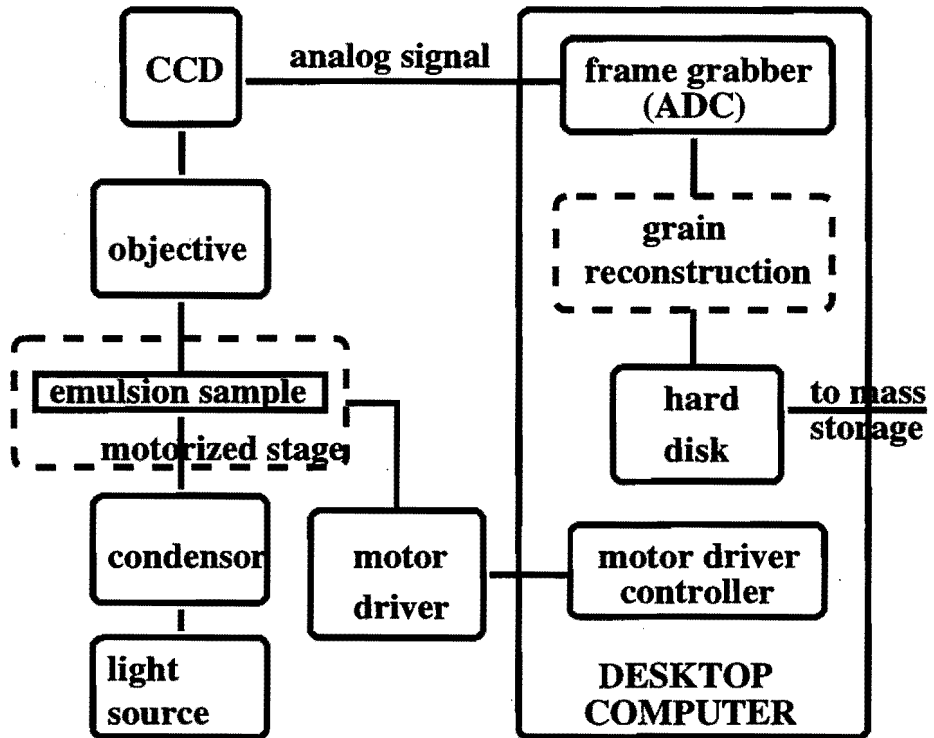 CCD
analog signal
frame grabber
(ADC)
objective
grain
reconstruction
emulsion sample
motorized stage
hard
disk
to mass
storage
condensor
motor
driver
motor driver
controller
light
source
DESKTOP
COMPUTER